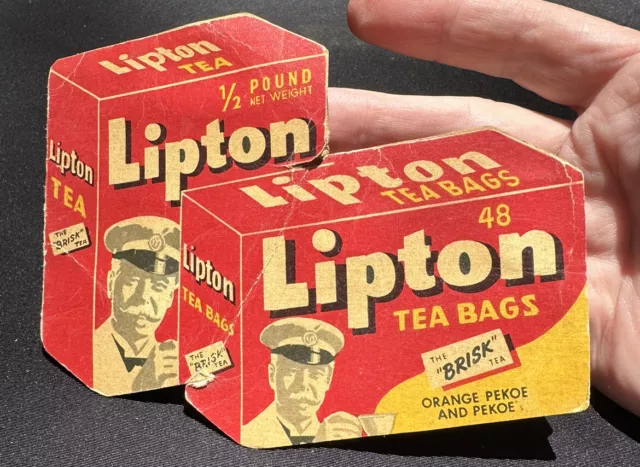 Lipton
TEA
1/2 POUND
NET WEIGHT
Lipton
Lipton
TEA
THE
"BRISK"
TEA
Lipton
TEA BAGS
48
Lipton
TEA BAGS
THE
"BRISK"
TEA
ORANGE PEKOE
AND PEKOE
Lipton
TEA BAGS
THE
"BRISK"
TEA